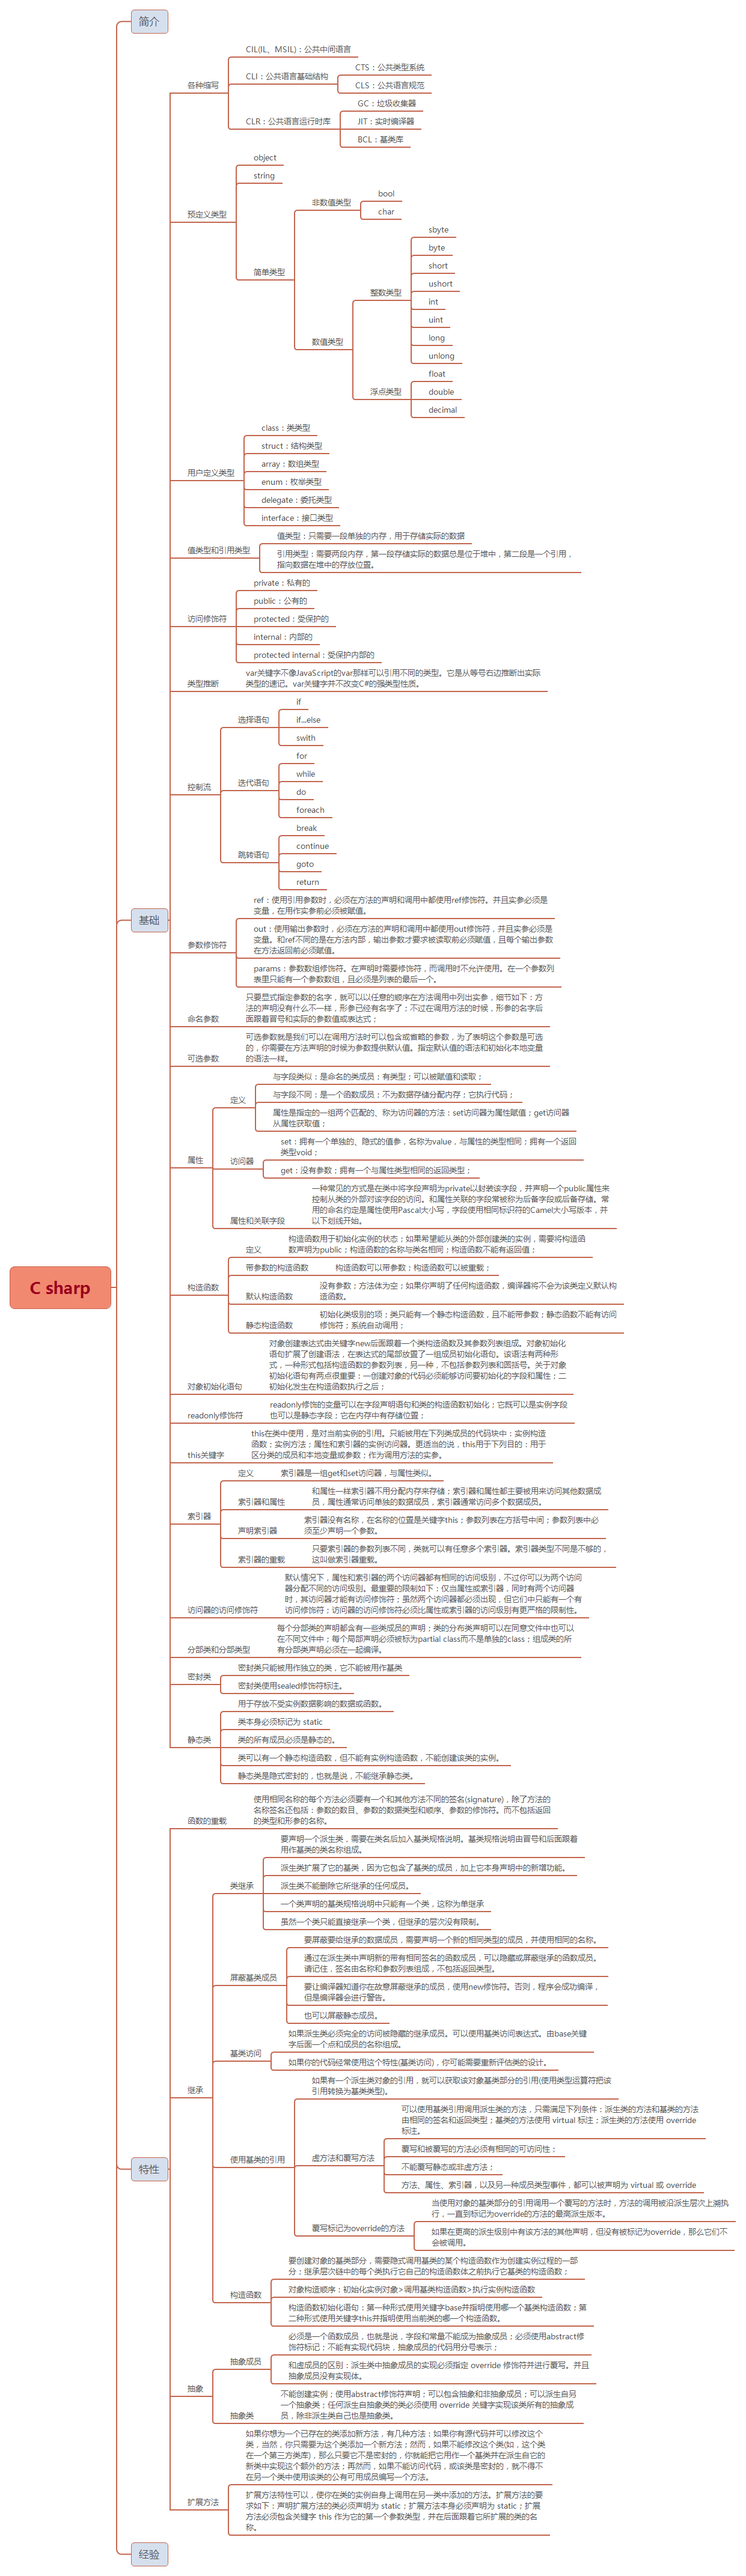 简介
CIL(IL、MSIL)：公共中间语言
CTS：公共类型系统
各种缩写
CLI：公共语言基础结构
CLS：公共语言规范
GC：垃圾收集器
CLR：公共语言运行时库
JIT：实时编译器
BCL：基类库
object
string
预定义类型
非数值类型
bool
char
简单类型
sbyte
byte
short
ushort
整数类型
int
uint
long
unlong
数值类型
float
浮点类型
double
decimal
class：类类型
struct：结构类型
array：数组类型
用户定义类型
enum：枚举类型
delegate：委托类型
interface：接口类型
值类型和引用类型
值类型：只需要一段单独的内存，用于存储实际的数据
引用类型：需要两段内存，第一段存储实际的数据总是位于堆中，第二段是一个引用，
指向数据在堆中的存放位置。
private：私有的
public：公有的
访问修饰符
protected：受保护的
internal：内部的
protected internal：受保护内部的
类型推断
var关键字不像JavaScript的var那样可以引用不同的类型。它是从等号右边推断出实际
类型的速记。var关键字并不改变C#的强类型性质。
if
选择语句
if...else
swith
for
控制流
迭代语句
while
do
foreach
break
跳转语句
continue
goto
return
基础
ref：使用引用参数时，必须在方法的声明和调用中都使用ref修饰符。并且实参必须是
变量，在用作实参前必须被赋值。
参数修饰符
out：使用输出参数时，必须在方法的声明和调用中都使用out修饰符，并且实参必须是
变量。和ref不同的是在方法内部，输出参数才要求被读取前必须赋值，且每个输出参数
在方法返回前必须赋值。
params：参数数组修饰符。在声明时需要修饰符，而调用时不允许使用。在一个参数列
表里只能有一个参数数组，且必须是列表的最后一个。
命名参数
只要显式指定参数的名字，就可以以任意的顺序在方法调用中列出实参，细节如下：方
法的声明没有什么不一样，形参已经有名字了；不过在调用方法的时候，形参的名字后
面跟着冒号和实际的参数值或表达式；
可选参数
可选参数就是我们可以在调用方法时可以包含或省略的参数，为了表明这个参数是可选
的，你需要在方法声明的时候为参数提供默认值。指定默认值的语法和初始化本地变量
的语法一样。
与字段类似：是命名的类成员；有类型；可以被赋值和读取；
定义
与字段不同：是一个函数成员；不为数据存储分配内存；它执行代码；
属性是指定的一组两个匹配的、称为访问器的方法：set访问器为属性赋值；get访问器
从属性获取值；
属性
访问器
set：拥有一个单独的、隐式的值参，名称为value，与属性的类型相同；拥有一个返回
类型void；
get：没有参数；拥有一个与属性类型相同的返回类型；
属性和关联字段
一种常见的方式是在类中将字段声明为private以封装该字段，并声明一个public属性来
控制从类的外部对该字段的访问。和属性关联的字段常被称为后备字段或后备存储。常
用的命名约定是属性使用Pascal大小写，字段使用相同标识符的Camel大小写版本，并
以下划线开始。
C sharp
定义
构造函数用于初始化实例的状态；如果希望能从类的外部创建类的实例，需要将构造函
数声明为public；构造函数的名称与类名相同；构造函数不能有返回值；
带参数的构造函数
构造函数可以带参数；构造函数可以被重载；
构造函数
默认构造函数
没有参数；方法体为空；如果你声明了任何构造函数，编译器将不会为该类定义默认构
造函数。
静态构造函数
初始化类级别的项；类只能有一个静态构造函数，且不能带参数；静态函数不能有访问
修饰符；系统自动调用；
对象初始化语句
对象创建表达式由关键字new后面跟着一个类构造函数及其参数列表组成。对象初始化
语句扩展了创建语法，在表达式的尾部放置了一组成员初始化语句。该语法有两种形
式，一种形式包括构造函数的参数列表，另一种，不包括参数列表和圆括号。关于对象
初始化语句有两点很重要：一创建对象的代码必须能够访问要初始化的字段和属性；二
初始化发生在构造函数执行之后；
readonly修饰符
readonly修饰的变量可以在字段声明语句和类的构造函数初始化；它既可以是实例字段
也可以是静态字段；它在内存中有存储位置；
this关键字
this在类中使用，是对当前实例的引用。只能被用在下列类成员的代码块中：实例构造
函数；实例方法；属性和索引器的实例访问器。更适当的说，this用于下列目的：用于
区分类的成员和本地变量或参数；作为调用方法的实参。
定义
索引器是一组get和set访问器，与属性类似。
索引器和属性
和属性一样索引器不用分配内存来存储；索引器和属性都主要被用来访问其他数据成
员，属性通常访问单独的数据成员，索引器通常访问多个数据成员。
索引器
声明索引器
索引器没有名称，在名称的位置是关键字this；参数列表在方括号中间；参数列表中必
须至少声明一个参数。
索引器的重载
只要索引器的参数列表不同，类就可以有任意多个索引器。索引器类型不同是不够的，
这叫做索引器重载。
访问器的访问修饰符
默认情况下，属性和索引器的两个访问器都有相同的访问级别，不过你可以为两个访问
器分配不同的访问级别。最重要的限制如下：仅当属性或索引器，同时有两个访问器
时，其访问器才能有访问修饰符；虽然两个访问器都必须出现，但它们中只能有一个有
访问修饰符；访问器的访问修饰符必须比属性或索引器的访问级别有更严格的限制性。
分部类和分部类型
每个分部类的声明都含有一些类成员的声明；类的分布类声明可以在同意文件中也可以
在不同文件中；每个局部声明必须被标为partial class而不是单独的class；组成类的所
有分部类声明必须在一起编译。
密封类
密封类只能被用作独立的类，它不能被用作基类
密封类使用sealed修饰符标注。
用于存放不受实例数据影响的数据或函数。
类本身必须标记为 static
静态类
类的所有成员必须是静态的。
类可以有一个静态构造函数，但不能有实例构造函数，不能创建该类的实例。
静态类是隐式密封的，也就是说，不能继承静态类。
函数的重载
使用相同名称的每个方法必须要有一个和其他方法不同的签名(signature)，除了方法的
名称签名还包括：参数的数目、参数的数据类型和顺序、参数的修饰符。而不包括返回
的类型和形参的名称。
要声明一个派生类，需要在类名后加入基类规格说明。基类规格说明由冒号和后面跟着
用作基类的类名称组成。
派生类扩展了它的基类，因为它包含了基类的成员，加上它本身声明中的新增功能。
类继承
派生类不能删除它所继承的任何成员。
一个类声明的基类规格说明中只能有一个类，这称为单继承
虽然一个类只能直接继承一个类，但继承的层次没有限制。
要屏蔽要给继承的数据成员，需要声明一个新的相同类型的成员，并使用相同的名称。
通过在派生类中声明新的带有相同签名的函数成员，可以隐藏或屏蔽继承的函数成员。
请记住，签名由名称和参数列表组成，不包括返回类型。
屏蔽基类成员
要让编译器知道你在故意屏蔽继承的成员，使用new修饰符。否则，程序会成功编译，
但是编译器会进行警告。
也可以屏蔽静态成员。
基类访问
如果派生类必须完全的访问被隐藏的继承成员。可以使用基类访问表达式。由base关键
字后面一个点和成员的名称组成。
如果你的代码经常使用这个特性(基类访问)，你可能需要重新评估类的设计。
继承
如果有一个派生类对象的引用，就可以获取该对象基类部分的引用(使用类型运算符把该
引用转换为基类类型)。
使用基类的引用
虚方法和覆写方法
可以使用基类引用调用派生类的方法，只需满足下列条件：派生类的方法和基类的方法
由相同的签名和返回类型；基类的方法使用 virtual 标注；派生类的方法使用 override
标注。
覆写和被覆写的方法必须有相同的可访问性；
不能覆写静态或非虚方法；
方法、属性、索引器，以及另一种成员类型事件，都可以被声明为 virtual 或 override
特性
覆写标记为override的方法
当使用对象的基类部分的引用调用一个覆写的方法时，方法的调用被沿派生层次上溯执
行，一直到标记为override的方法的最高派生版本。
如果在更高的派生级别中有该方法的其他声明，但没有被标记为override，那么它们不
会被调用。
要创建对象的基类部分，需要隐式调用基类的某个构造函数作为创建实例过程的一部
分；继承层次链中的每个类执行它自己的构造函数体之前执行它基类的构造函数；
构造函数
对象构造顺序：初始化实例对象>调用基类构造函数>执行实例构造函数
构造函数初始化语句：第一种形式使用关键字base并指明使用哪一个基类构造函数；第
二种形式使用关键字this并指明使用当前类的哪一个构造函数。
抽象成员
必须是一个函数成员，也就是说，字段和常量不能成为抽象成员；必须使用abstract修
饰符标记；不能有实现代码块，抽象成员的代码用分号表示；
和虚成员的区别：派生类中抽象成员的实现必须指定 override 修饰符并进行覆写。并且
抽象成员没有实现体。
抽象
抽象类
不能创建实例；使用abstract修饰符声明；可以包含抽象和非抽象成员；可以派生自另
一个抽象类；任何派生自抽象类的类必须使用 override 关键字实现该类所有的抽象成
员，除非派生类自己也是抽象类。
如果你想为一个已存在的类添加新方法，有几种方法：如果你有源代码并可以修改这个
类，当然，你只需要为这个类添加一个新方法；然而，如果不能修改这个类(如，这个类
在一个第三方类库)，那么只要它不是密封的，你就能把它用作一个基类并在派生自它的
新类中实现这个额外的方法；再然而，如果不能访问代码，或该类是密封的，就不得不
在另一个类中使用该类的公有可用成员编写一个方法。
扩展方法
扩展方法特性可以，使你在类的实例自身上调用在另一类中添加的方法。扩展方法的要
求如下：声明扩展方法的类必须声明为 static；扩展方法本身必须声明为 static；扩展
方法必须包含关键字 this 作为它的第一个参数类型，并在后面跟着它所扩展的类的名
称。
经验